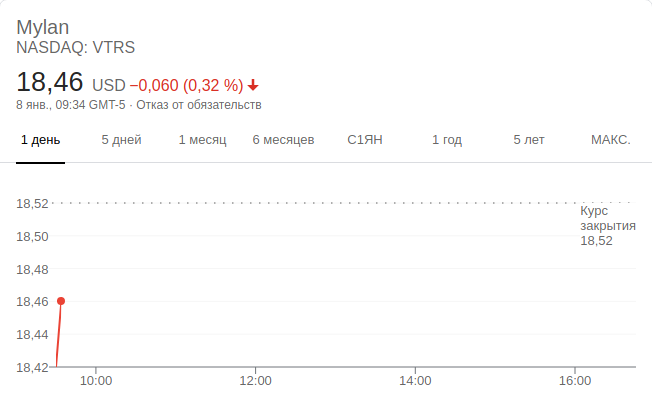 Mylan
NASDAQ: VTRS
18,46 USD −0,060 (0,32 %)
8 янв., 09:34 GMT-5 · Отказ от обязательств
1 день 5 дней 1 месяц 6 месяцев С1ЯН 1 год 5 лет МАКС.
18,52
Курс
закрытия
18,52
18,50
18,48
18,46
18,44
18,42
10:00 12:00 14:00 16:00